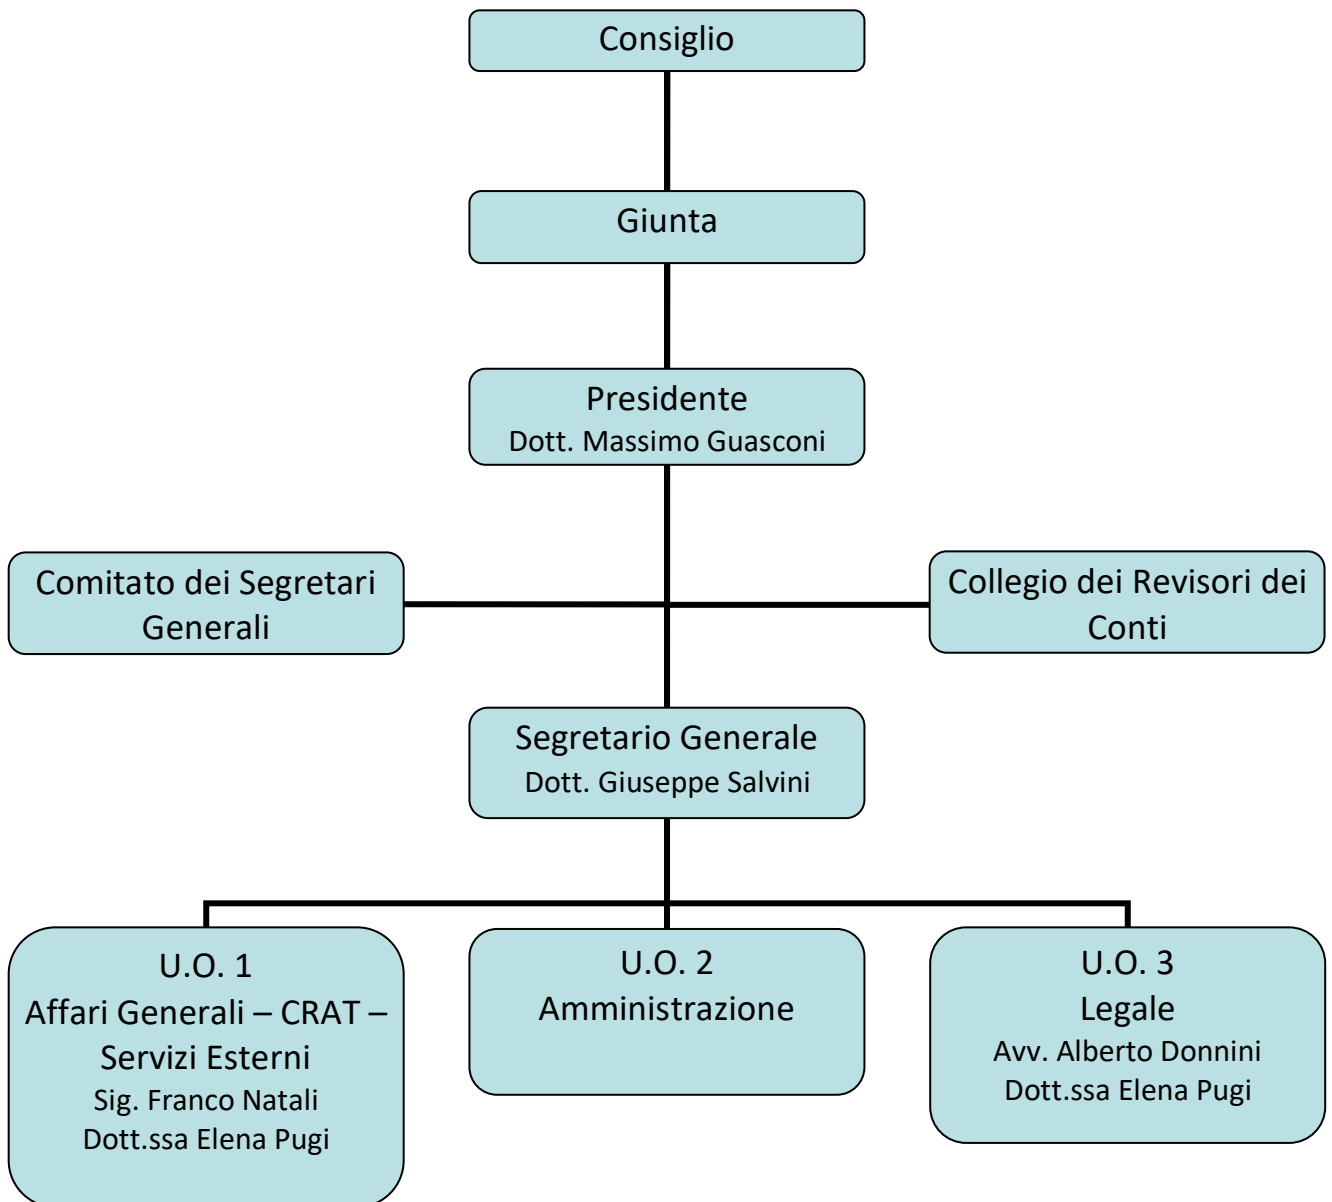 Consiglio
Giunta
Presidente
Dott. Massimo Guasconi
Comitato dei Segretari
Generali
Collegio dei Revisori dei
Conti
Segretario Generale
Dott. Giuseppe Salvini
U.O. 1
Affari Generali – CRAT –
Servizi Esterni
Sig. Franco Natali
Dott.ssa Elena Pugi
U.O. 2
Amministrazione
U.O. 3
Legale
Avv. Alberto Donnini
Dott.ssa Elena Pugi